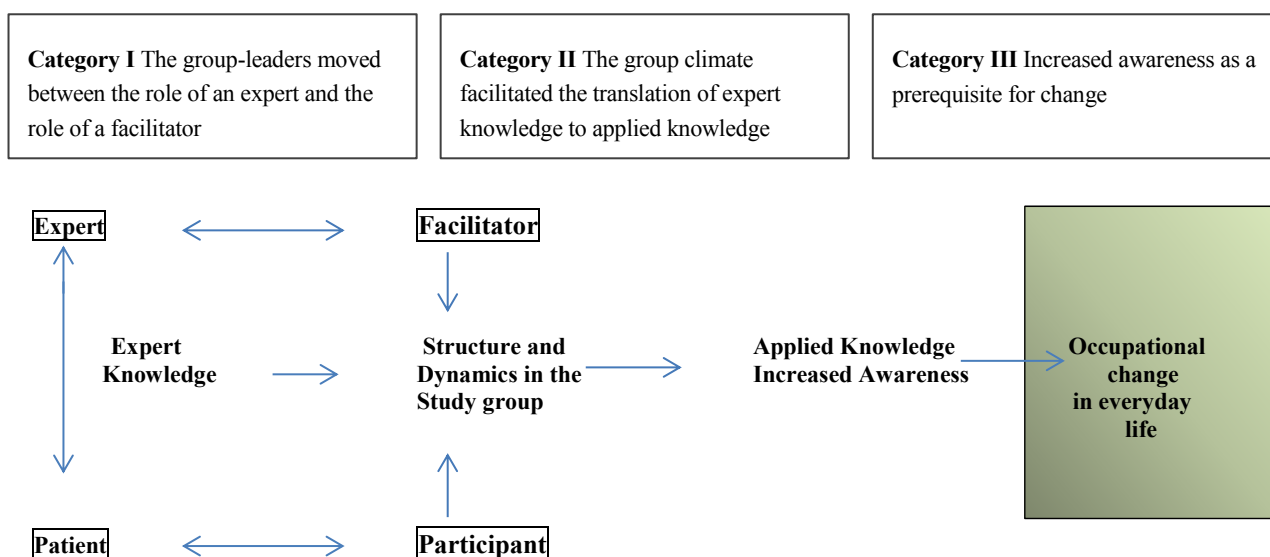 Category I The group-leaders moved
between the role of an expert and the
role of a facilitator
Category II The group climate
facilitated the translation of expert
knowledge to applied knowledge
Category III Increased awareness as a
prerequisite for change
Expert
Facilitator
Expert
Knowledge
Structure and
Dynamics in the
Study group
Applied Knowledge
Increased Awareness
Occupational
change
in everyday
life
Patient
Participant